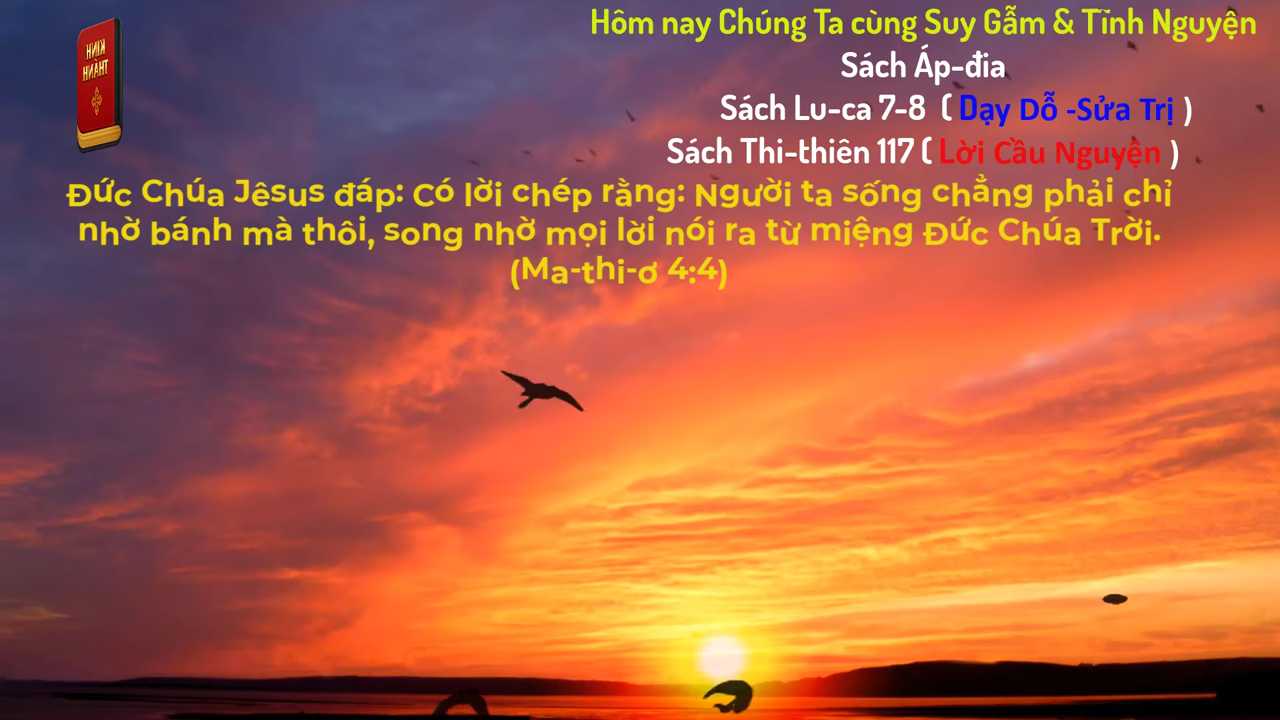 KINH
THÁNH
Hôm nay Chúng Ta cùng Suy Gẫm & Tĩnh Nguyện
Sách Áp-đia
Sách Lu-ca 7-8 ( Dạy Dỗ -Sửa Trị )
Sách Thi-thiên 117 ( Lời Cầu Nguyện )
Đức Chúa Jêsus đáp: Có lời chép rằng: Người ta sống chẳng phải chỉ
nhờ bánh mà thôi, song nhờ mọi lời nói ra từ miệng Đức Chúa Trời.
(Ma-thi-ơ 4:4)